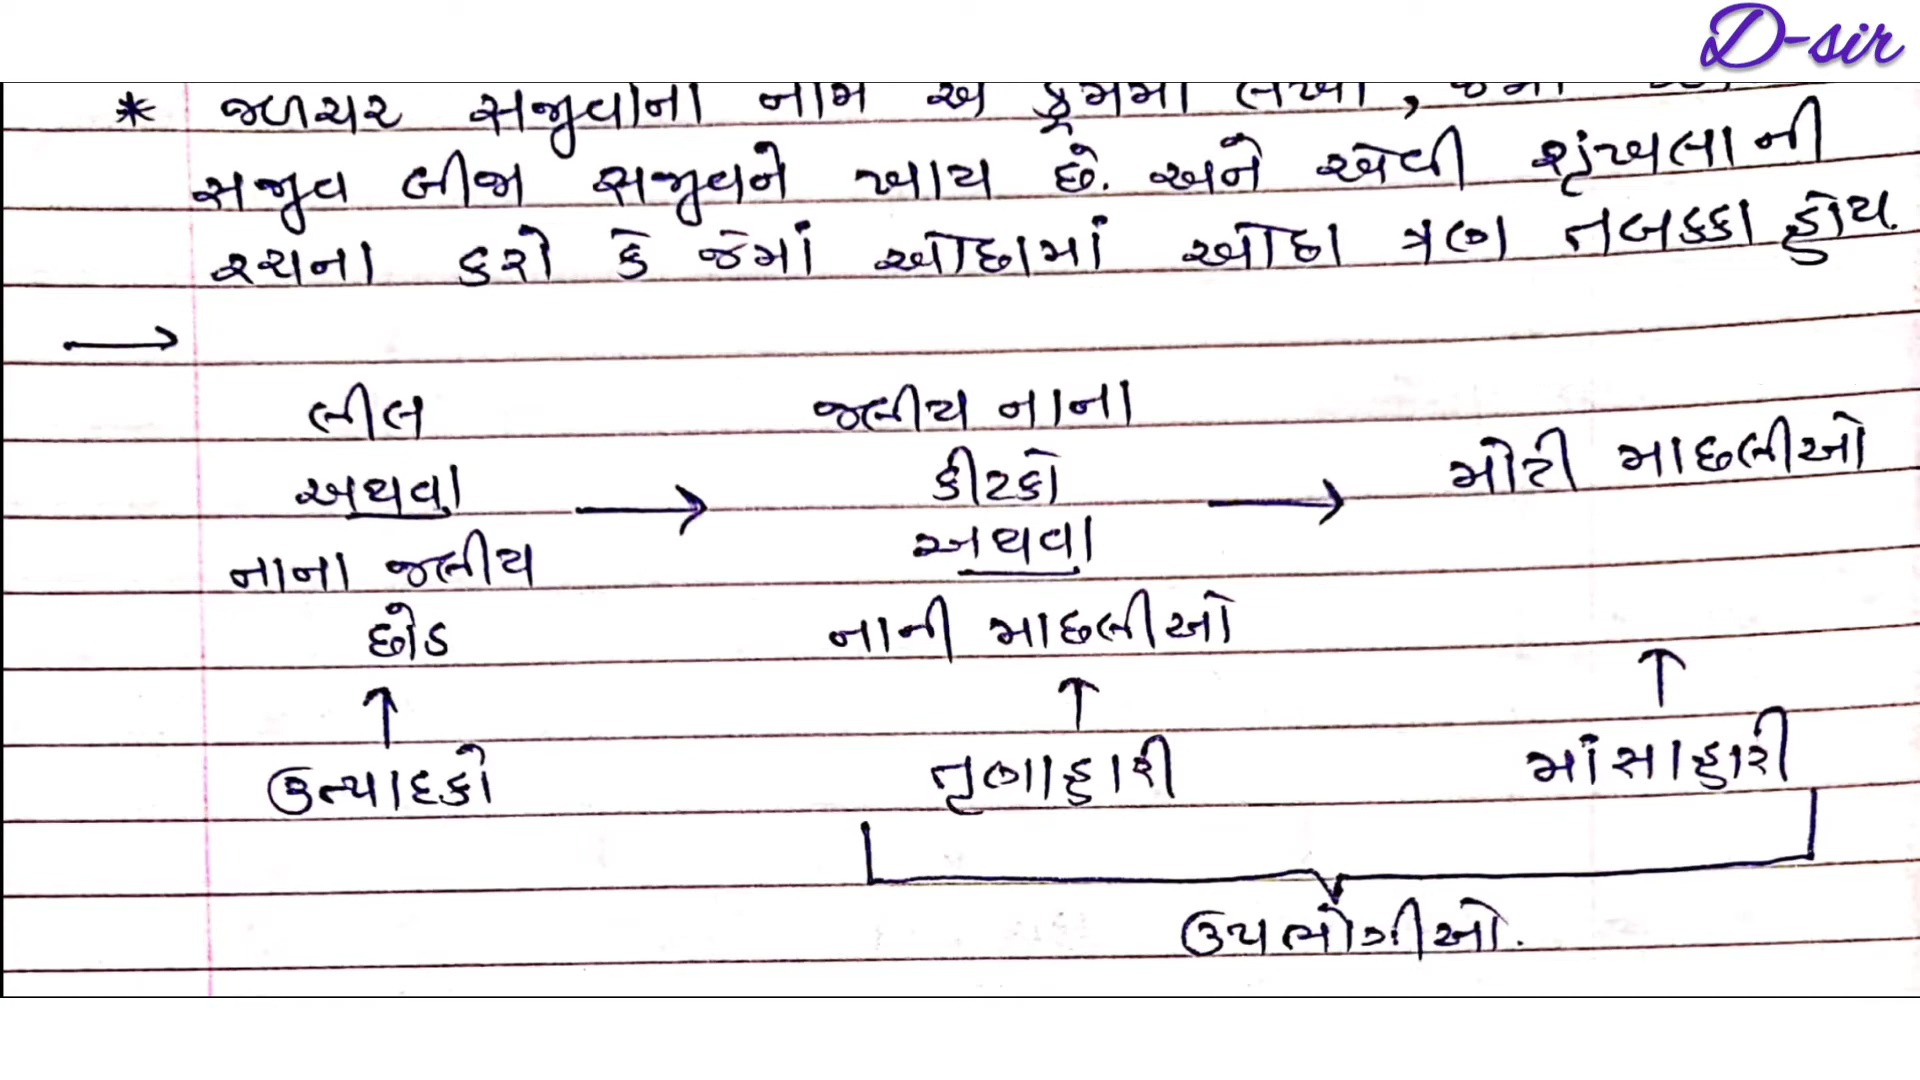 D-sir
* જળચર સજીવોના નામ એ ક્રમમાં લખો,
સજીવ બીજા સજીવને ખાય છે. અને એવી શૃંખલાની
રચના કરો કે જેમાં ઓછામાં ઓછા ત્રણ તબક્કા હોય.
→
લીલ જલીય નાના
અથવા → કીટકો → મોટી માછલીઓ
નાના જલીય અથવા
છોડ નાની માછલીઓ
↑ ↑ ↑
ઉત્પાદકો તૃણાહારી માંસાહારી
ઉપભોગીઓ.